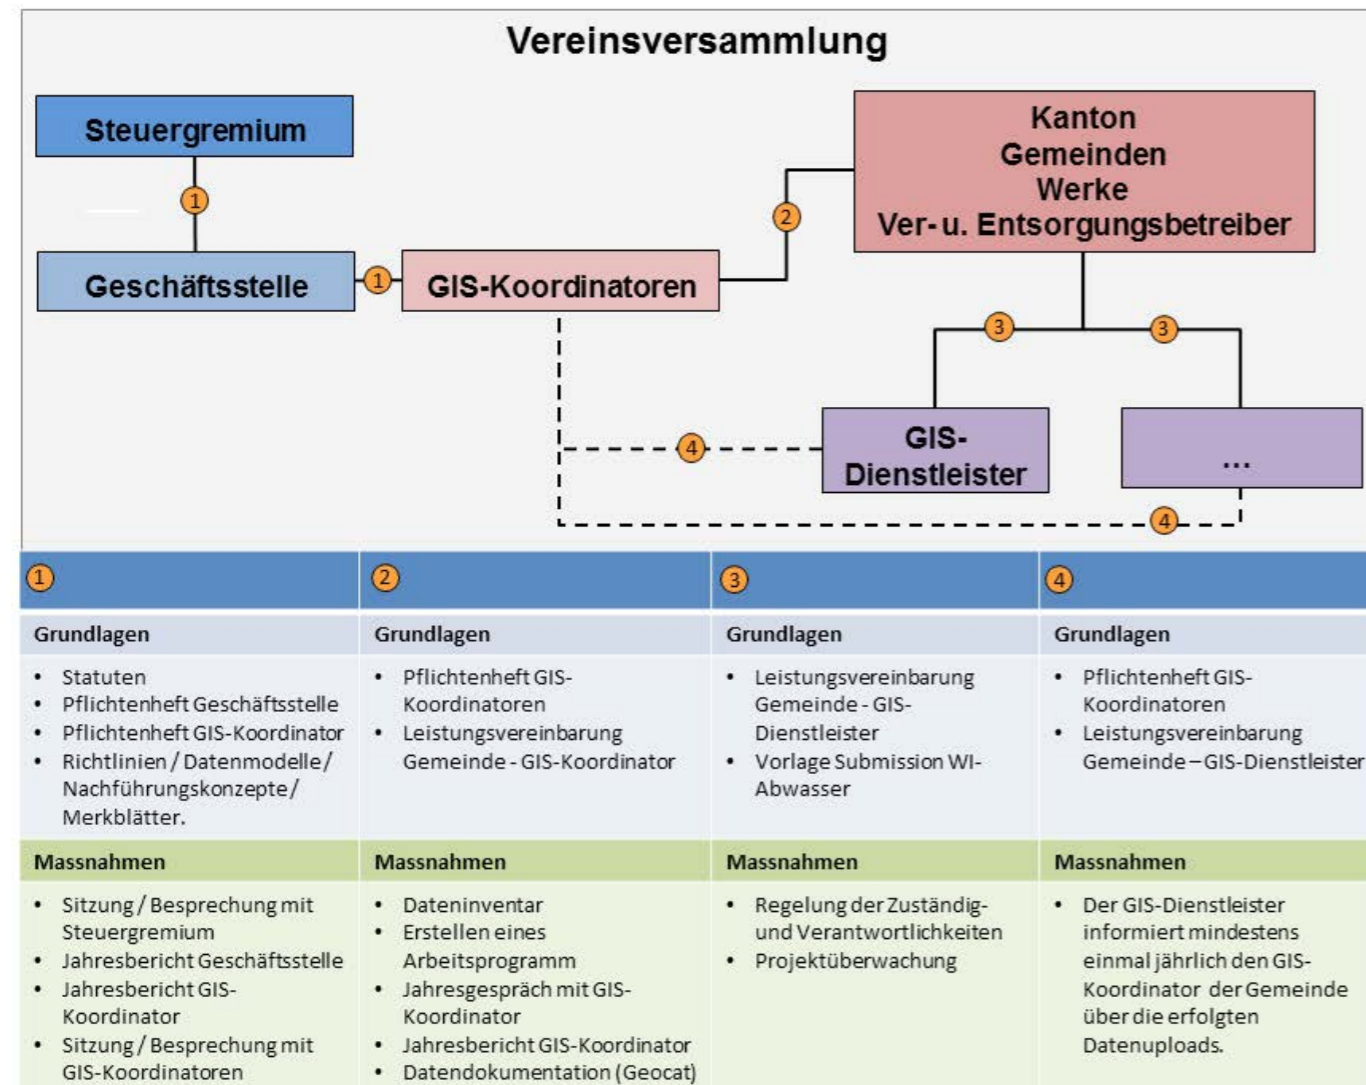 Vereinsversammlung
Steuergremium
Kanton
Gemeinden
Werke
Ver- u. Entsorgungsbetreiber
1
2
Geschäftsstelle
1
GIS-Koordinatoren
3
3
GIS-
Dienstleister
...
4
4
1
2
3
4
Grundlagen
• Statuten
• Pflichtenheft Geschäftsstelle
• Pflichtenheft GIS-Koordinator
• Richtlinien / Datenmodelle /
Nachführungskonzepte /
Merkblätter.
Grundlagen
• Pflichtenheft GIS-
Koordinatoren
• Leistungsvereinbarung
Gemeinde - GIS-Koordinator
Grundlagen
• Leistungsvereinbarung
Gemeinde - GIS-
Dienstleister
• Vorlage Submission WI-
Abwasser
Grundlagen
• Pflichtenheft GIS-
Koordinatoren
• Leistungsvereinbarung
Gemeinde – GIS-Dienstleister
Massnahmen
• Sitzung / Besprechung mit
Steuergremium
• Jahresbericht Geschäftsstelle
• Jahresbericht GIS-
Koordinator
• Sitzung / Besprechung mit
GIS-Koordinatoren
Massnahmen
• Dateninventar
• Erstellen eines
Arbeitsprogramm
• Jahresgespräch mit GIS-
Koordinator
• Jahresbericht GIS-Koordinator
• Datendokumentation (Geocat)
Massnahmen
• Regelung der Zuständig-
und Verantwortlichkeiten
• Projektüberwachung
Massnahmen
• Der GIS-Dienstleister
informiert mindestens
einmal jährlich den GIS-
Koordinator der Gemeinde
über die erfolgten
Datenuploads.